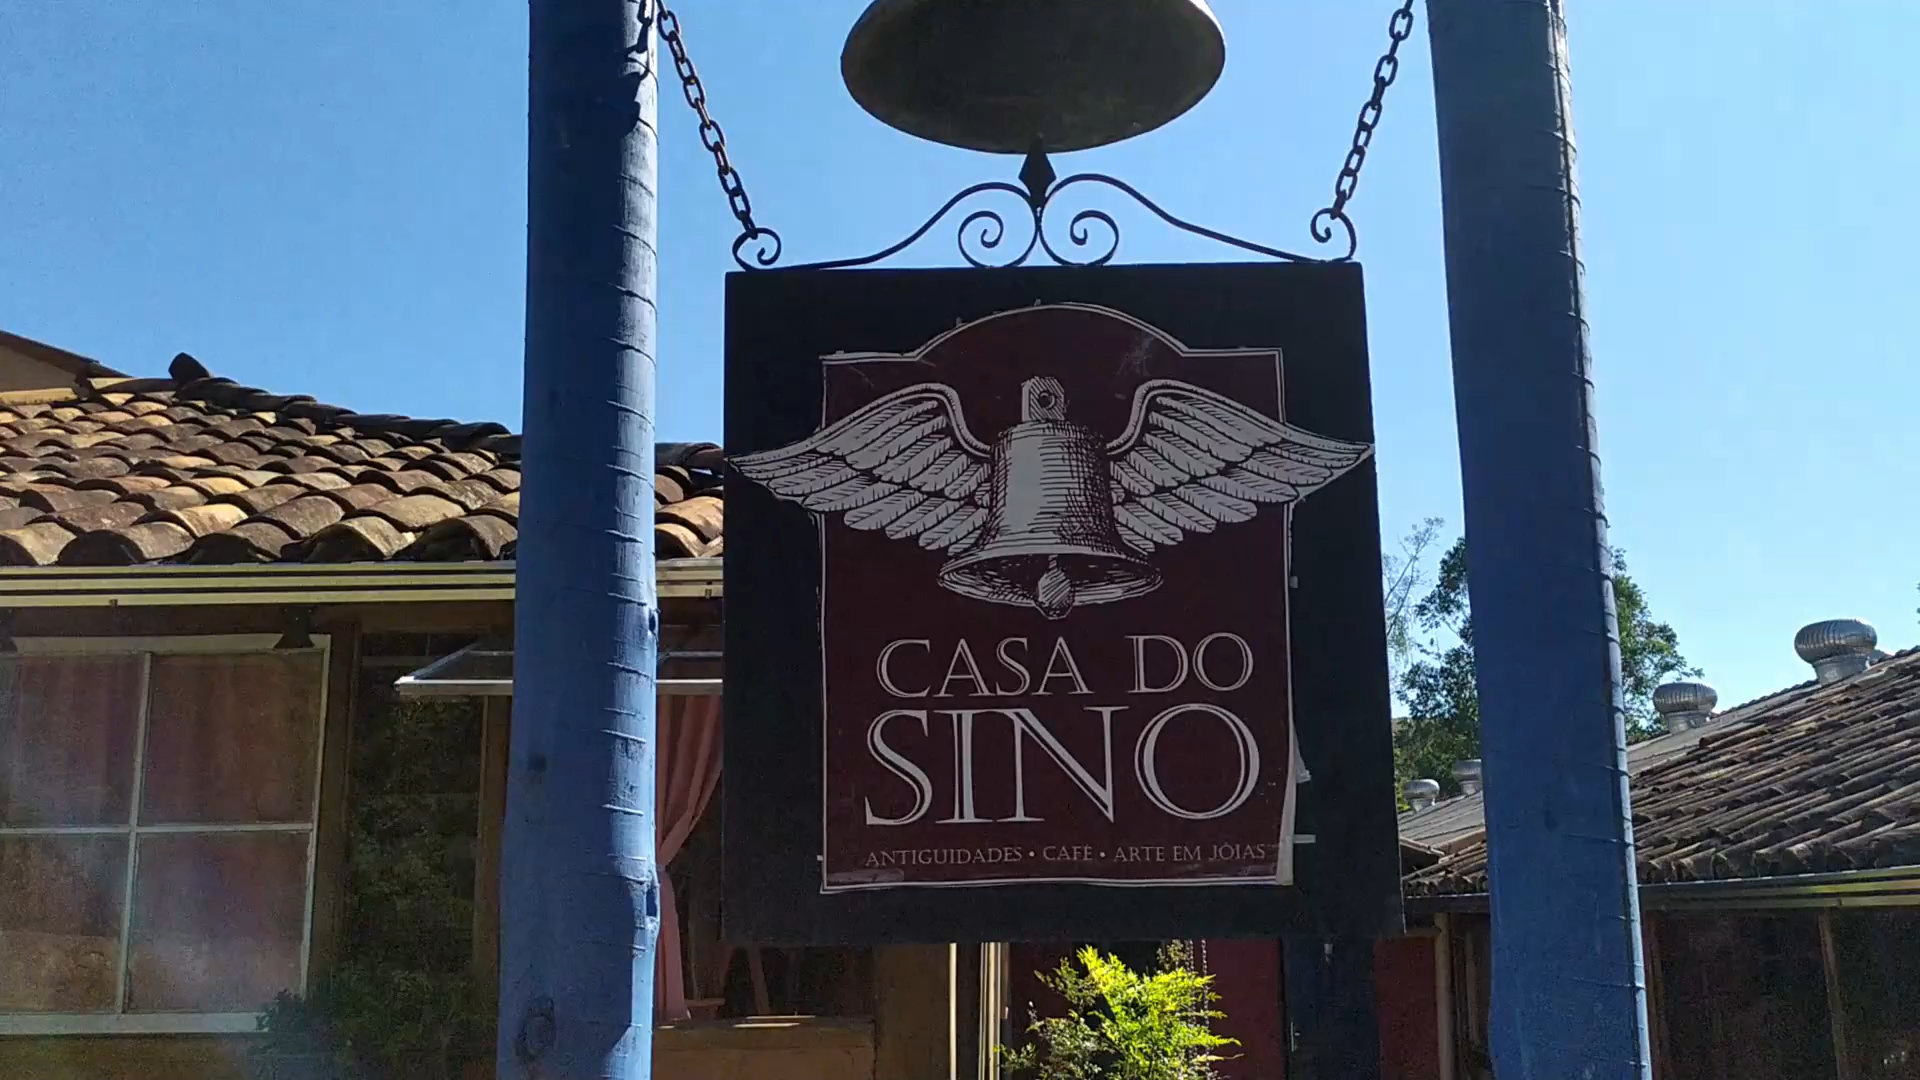 CASA DO
SINO
ANTIGUIDADES • CAFÉ • ARTE EM JÓIAS